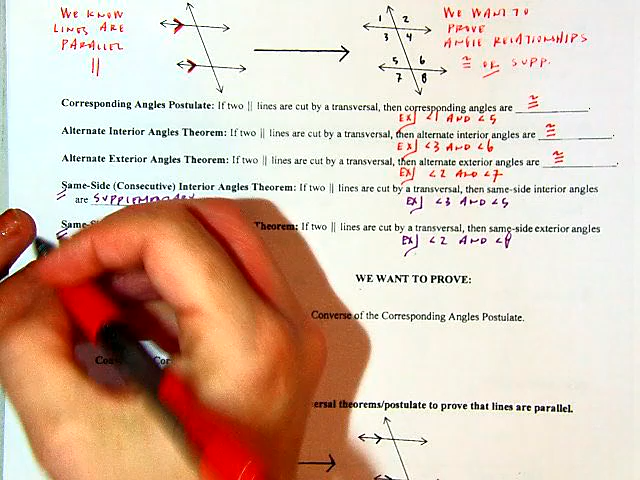 WE KNOW
LINES ARE
PARALLEL
||
1 2
3 4
5 6
7 8
WE WANT TO
PROVE
ANGLE RELATIONSHIPS
≅ OR SUPP.
Corresponding Angles Postulate: If two || lines are cut by a transversal, then corresponding angles are ≅.
EX] <1 AND <5
Alternate Interior Angles Theorem: If two || lines are cut by a transversal, then alternate interior angles are ≅.
EX] <3 AND <6
Alternate Exterior Angles Theorem: If two || lines are cut by a transversal, then alternate exterior angles are ≅.
EX] <2 AND <7
Same-Side (Consecutive) Interior Angles Theorem: If two || lines are cut by a transversal, then same-side interior angles
are SUPPLEMENTARY
EX] <3 AND <5
Theorem: If two || lines are cut by a transversal, then same-side exterior angles
EX] <2 AND <8
WE WANT TO PROVE:
Converse of the Corresponding Angles Postulate.
theorems/postulate to prove that lines are parallel.